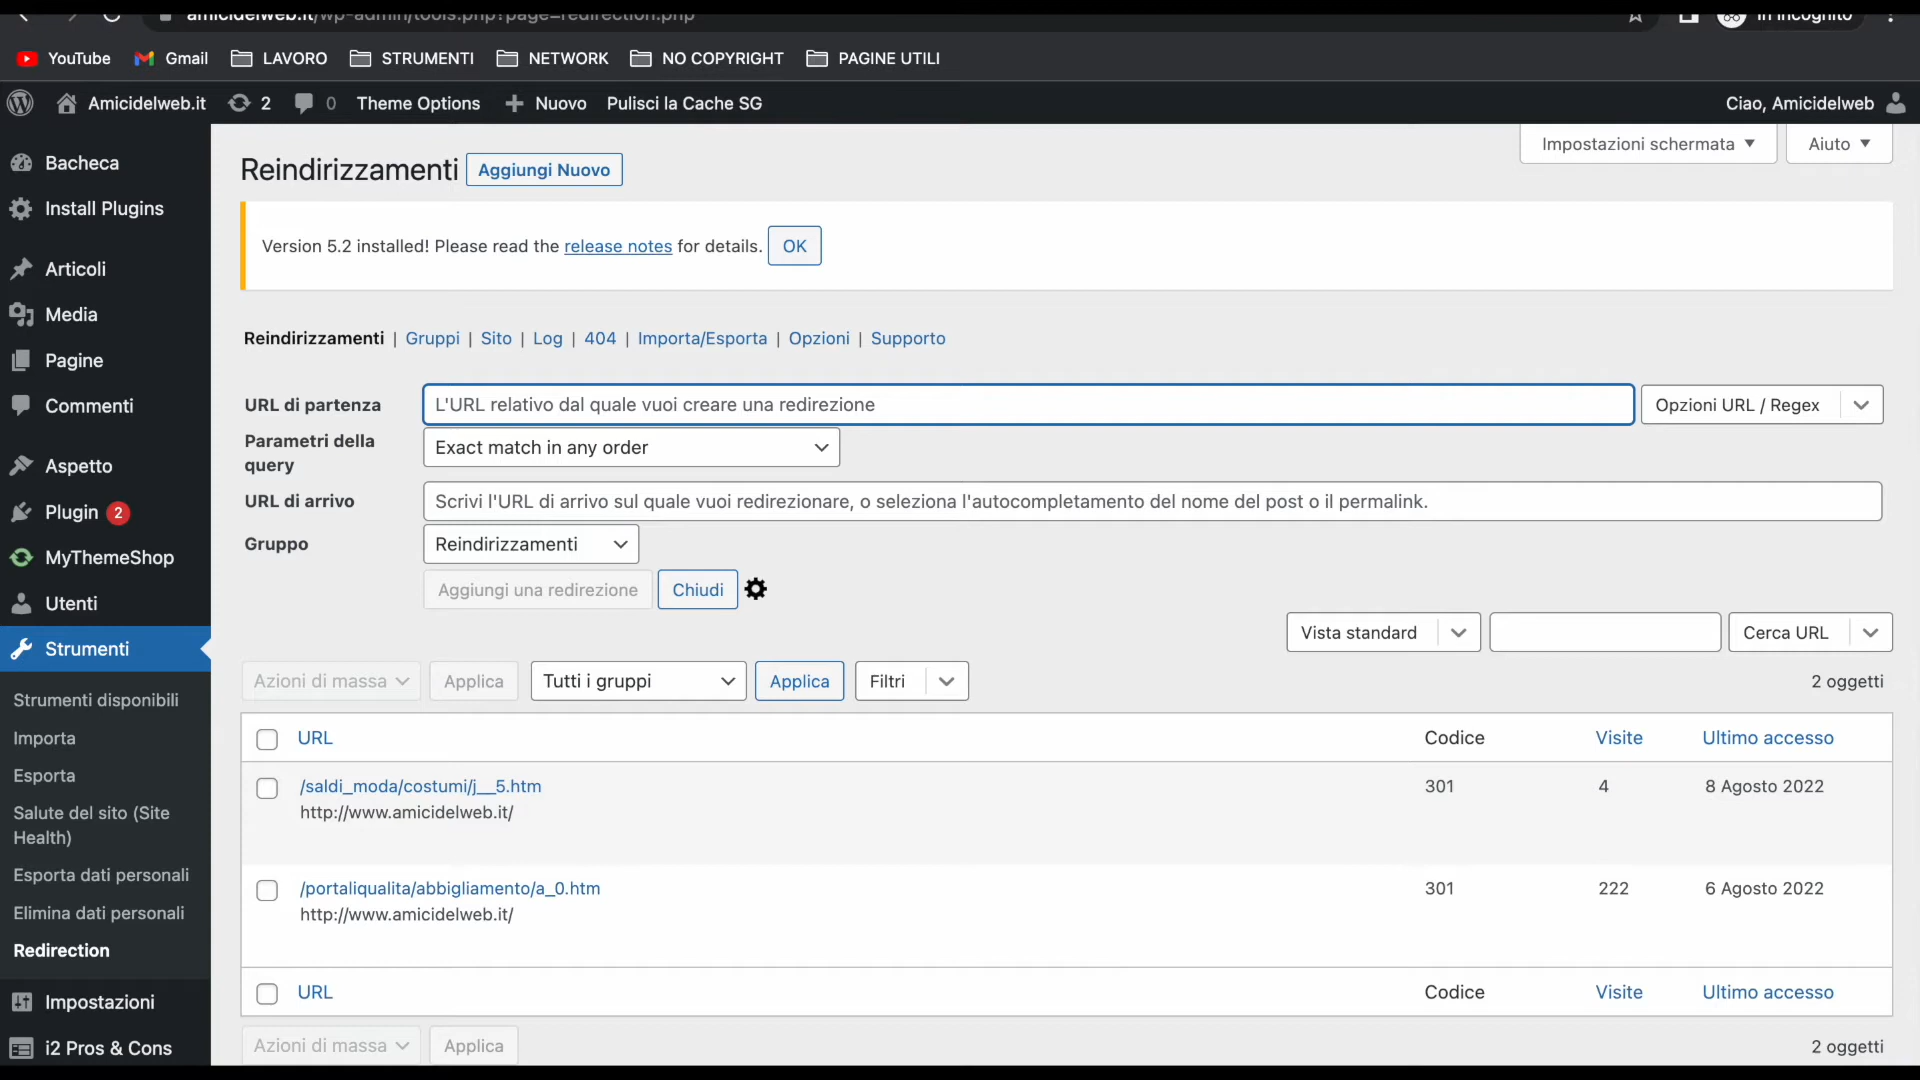 amicidelweb.it/wp-admin/tools.php?page=redirection.php
In incognito
YouTube
Gmail
LAVORO
STRUMENTI
NETWORK
NO COPYRIGHT
PAGINE UTILI
Amicidelweb.it
2
0
Theme Options
Nuovo
Pulisci la Cache SG
Ciao, Amicidelweb
Bacheca
Install Plugins
Articoli
Media
Pagine
Commenti
Aspetto
Plugin 2
MyThemeShop
Utenti
Strumenti
Strumenti disponibili
Importa
Esporta
Salute del sito (Site
Health)
Esporta dati personali
Elimina dati personali
Redirection
Impostazioni
i2 Pros & Cons
Impostazioni schermata
Aiuto
Reindirizzamenti
Aggiungi Nuovo
Version 5.2 installed! Please read the release notes for details. OK
Reindirizzamenti | Gruppi | Sito | Log | 404 | Importa/Esporta | Opzioni | Supporto
URL di partenza
L'URL relativo dal quale vuoi creare una redirezione
Opzioni URL / Regex
Parametri della
query
Exact match in any order
URL di arrivo
Scrivi l'URL di arrivo sul quale vuoi redirezionare, o seleziona l'autocompletamento del nome del post o il permalink.
Gruppo
Reindirizzamenti
Aggiungi una redirezione
Chiudi
Vista standard
Cerca URL
Azioni di massa
Applica
Tutti i gruppi
Applica
Filtri
2 oggetti
URL
Codice
Visite
Ultimo accesso
/saldi_moda/costumi/j__5.htm
301
4
8 Agosto 2022
http://www.amicidelweb.it/
/portaliqualita/abbigliamento/a_0.htm
301
222
6 Agosto 2022
http://www.amicidelweb.it/
URL
Codice
Visite
Ultimo accesso
Azioni di massa
Applica
2 oggetti